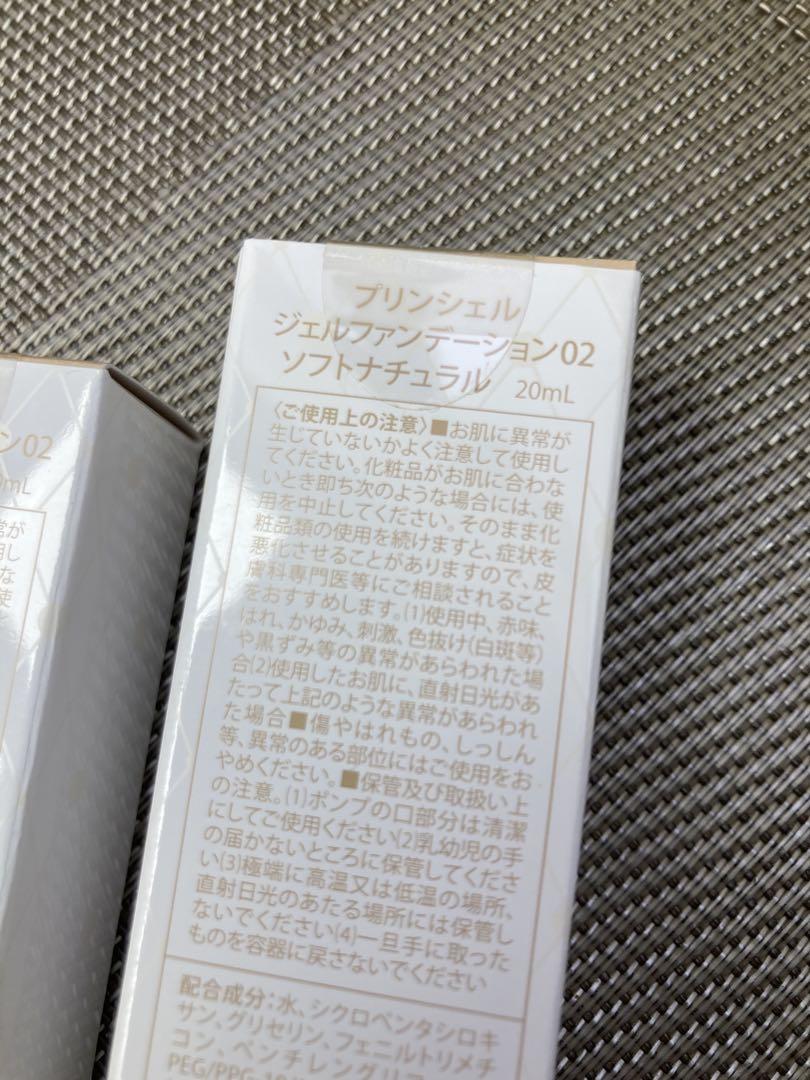 プリンシェル
ジェルファンデーション02
ソフトナチュラル 20mL
〈ご使用上の注意〉■お肌に異常が
生じていないかよく注意して使用し
てください。化粧品がお肌に合わな
いとき即ち次のような場合には、使
用を中止してください。そのまま化
粧品類の使用を続けますと、症状を
悪化させることがありますので、皮
膚科専門医等にご相談されること
をおすすめします。(1)使用中、赤味、
はれ、かゆみ、刺激、色抜け(白斑等)
や黒ずみ等の異常があらわれた場
合(2)使用したお肌に、直射日光があ
たって上記のような異常があらわれ
た場合■傷やはれもの、しっしん
等、異常のある部位にはご使用をお
やめください。■保管及び取扱い上
の注意。(1)ポンプの口部分は清潔
にしてご使用ください(2)乳幼児の手
の届かないところに保管してくださ
い(3)極端に高温又は低温の場所、
直射日光のあたる場所には保管し
ないでください(4)一旦手に取った
ものを容器に戻さないでください
配合成分:水、シクロペンタシロキ
サン、グリセリン、フェニルトリメチ
コン、ペンチレングリコ
PEG/PPG-19/
ン02
mL
常が
用し
な
使